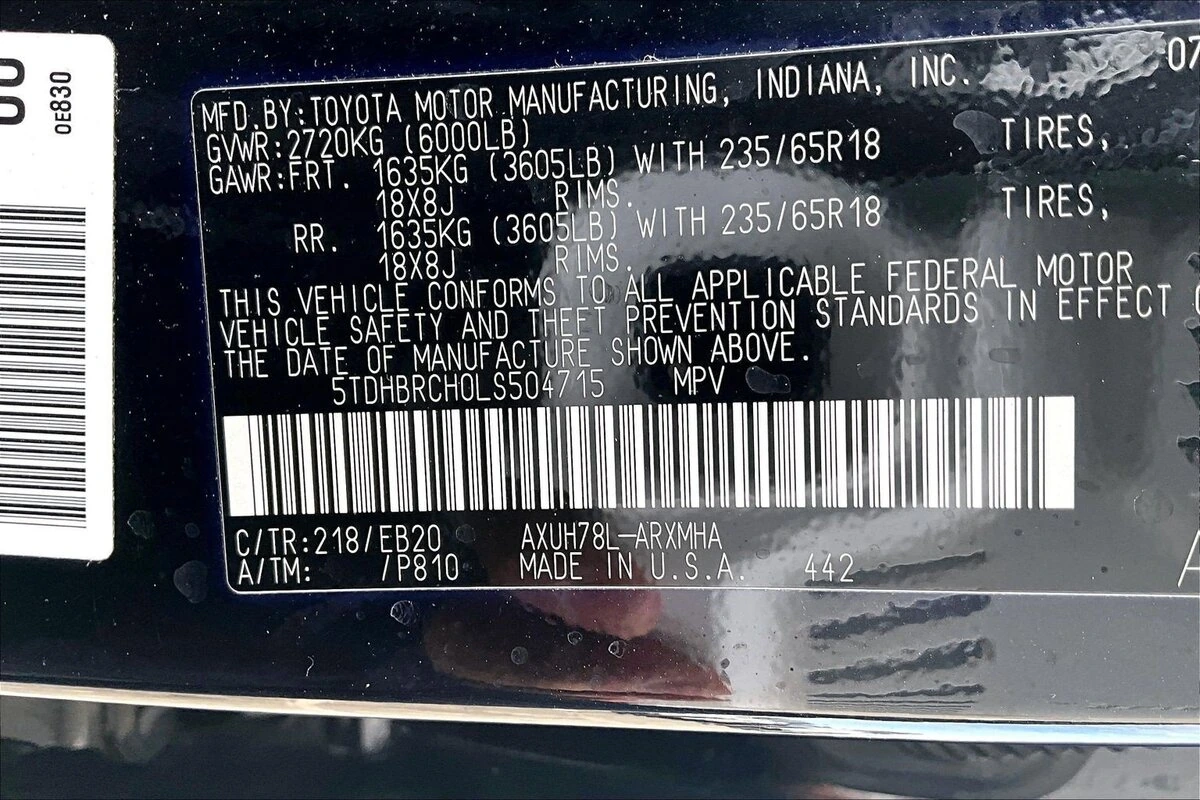 00
0E830
MFD.BY:TOYOTA MOTOR MANUFACTURING, INDIANA, INC. 07
GVWR:2720KG (6000LB)
GAWR:FRT. 1635KG (3605LB) WITH 235/65R18 TIRES,
18X8J RIMS.
RR. 1635KG (3605LB) WITH 235/65R18 TIRES,
18X8J RIMS.
THIS VEHICLE CONFORMS TO ALL APPLICABLE FEDERAL MOTOR
VEHICLE SAFETY AND THEFT PREVENTION STANDARDS IN EFFECT
THE DATE OF MANUFACTURE SHOWN ABOVE.
5TDHBRCH0LS504715 MPV
C/TR:218/EB20 AXUH78L-ARXMHA
A/TM: /P810 MADE IN U.S.A. 442